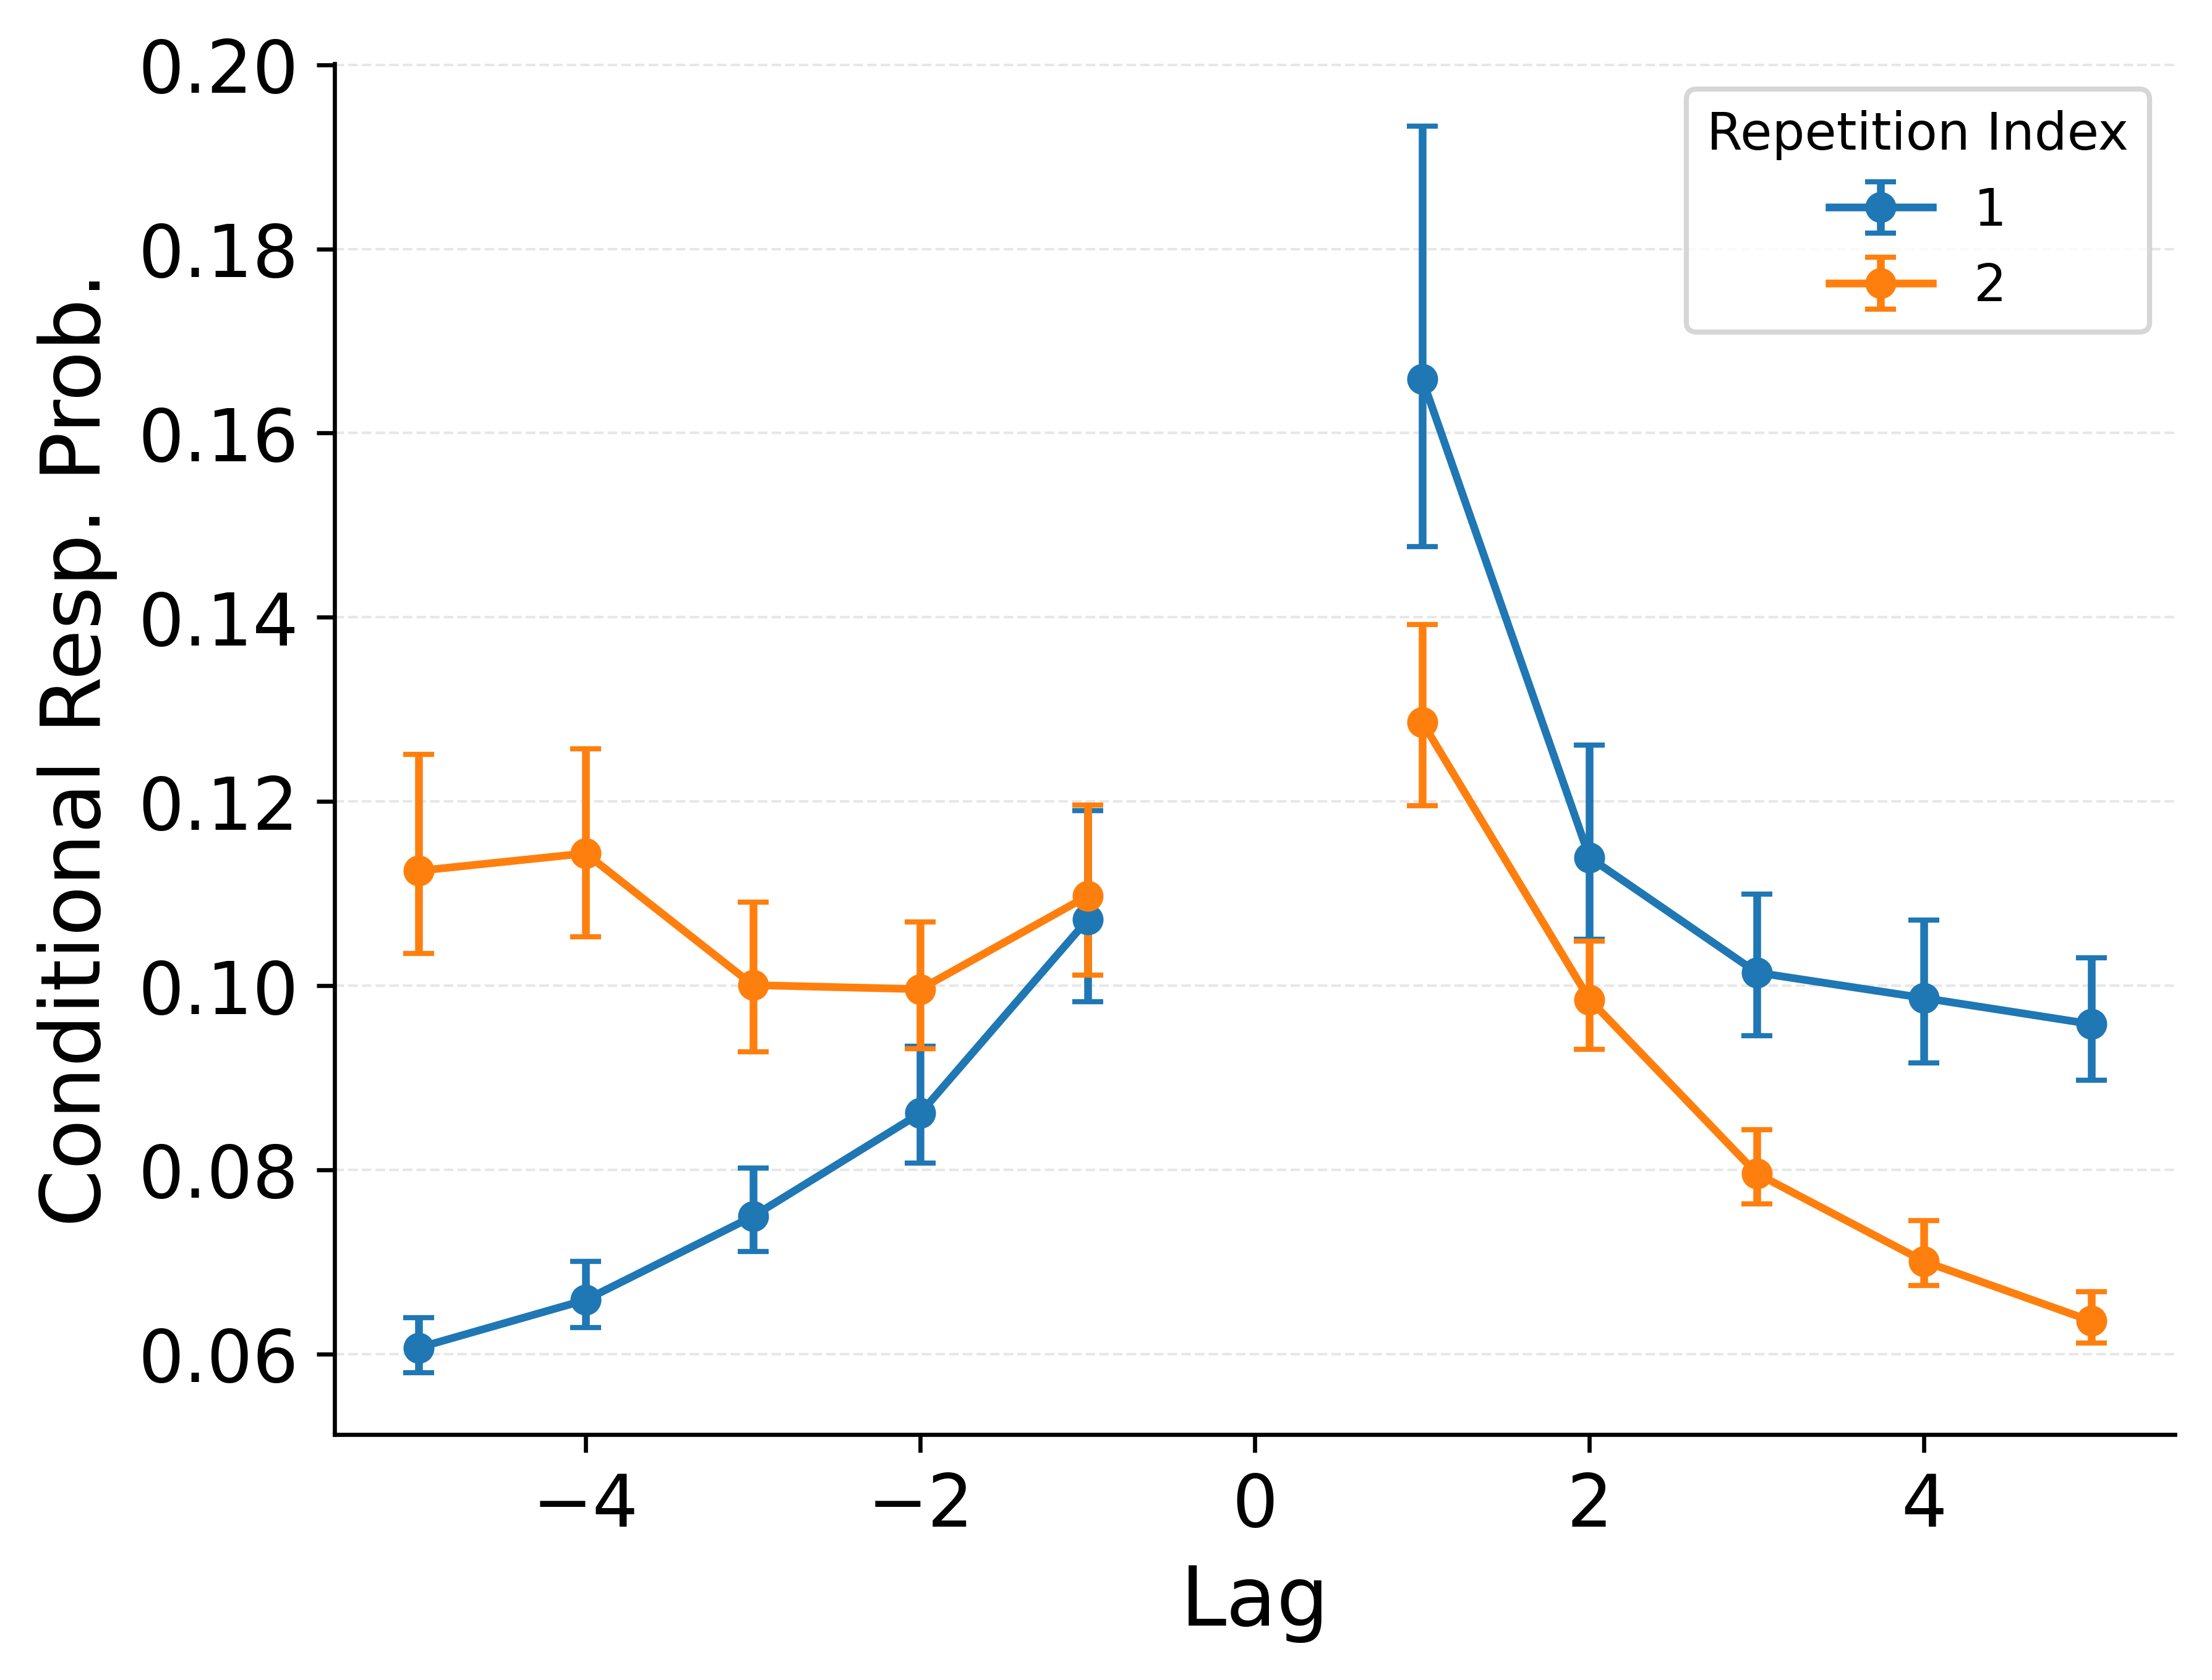 0.20
0.18
0.16
0.14
0.12
0.10
0.08
0.06
Conditional Resp. Prob.
Repetition Index
1
2
−4 −2 0 2 4
Lag